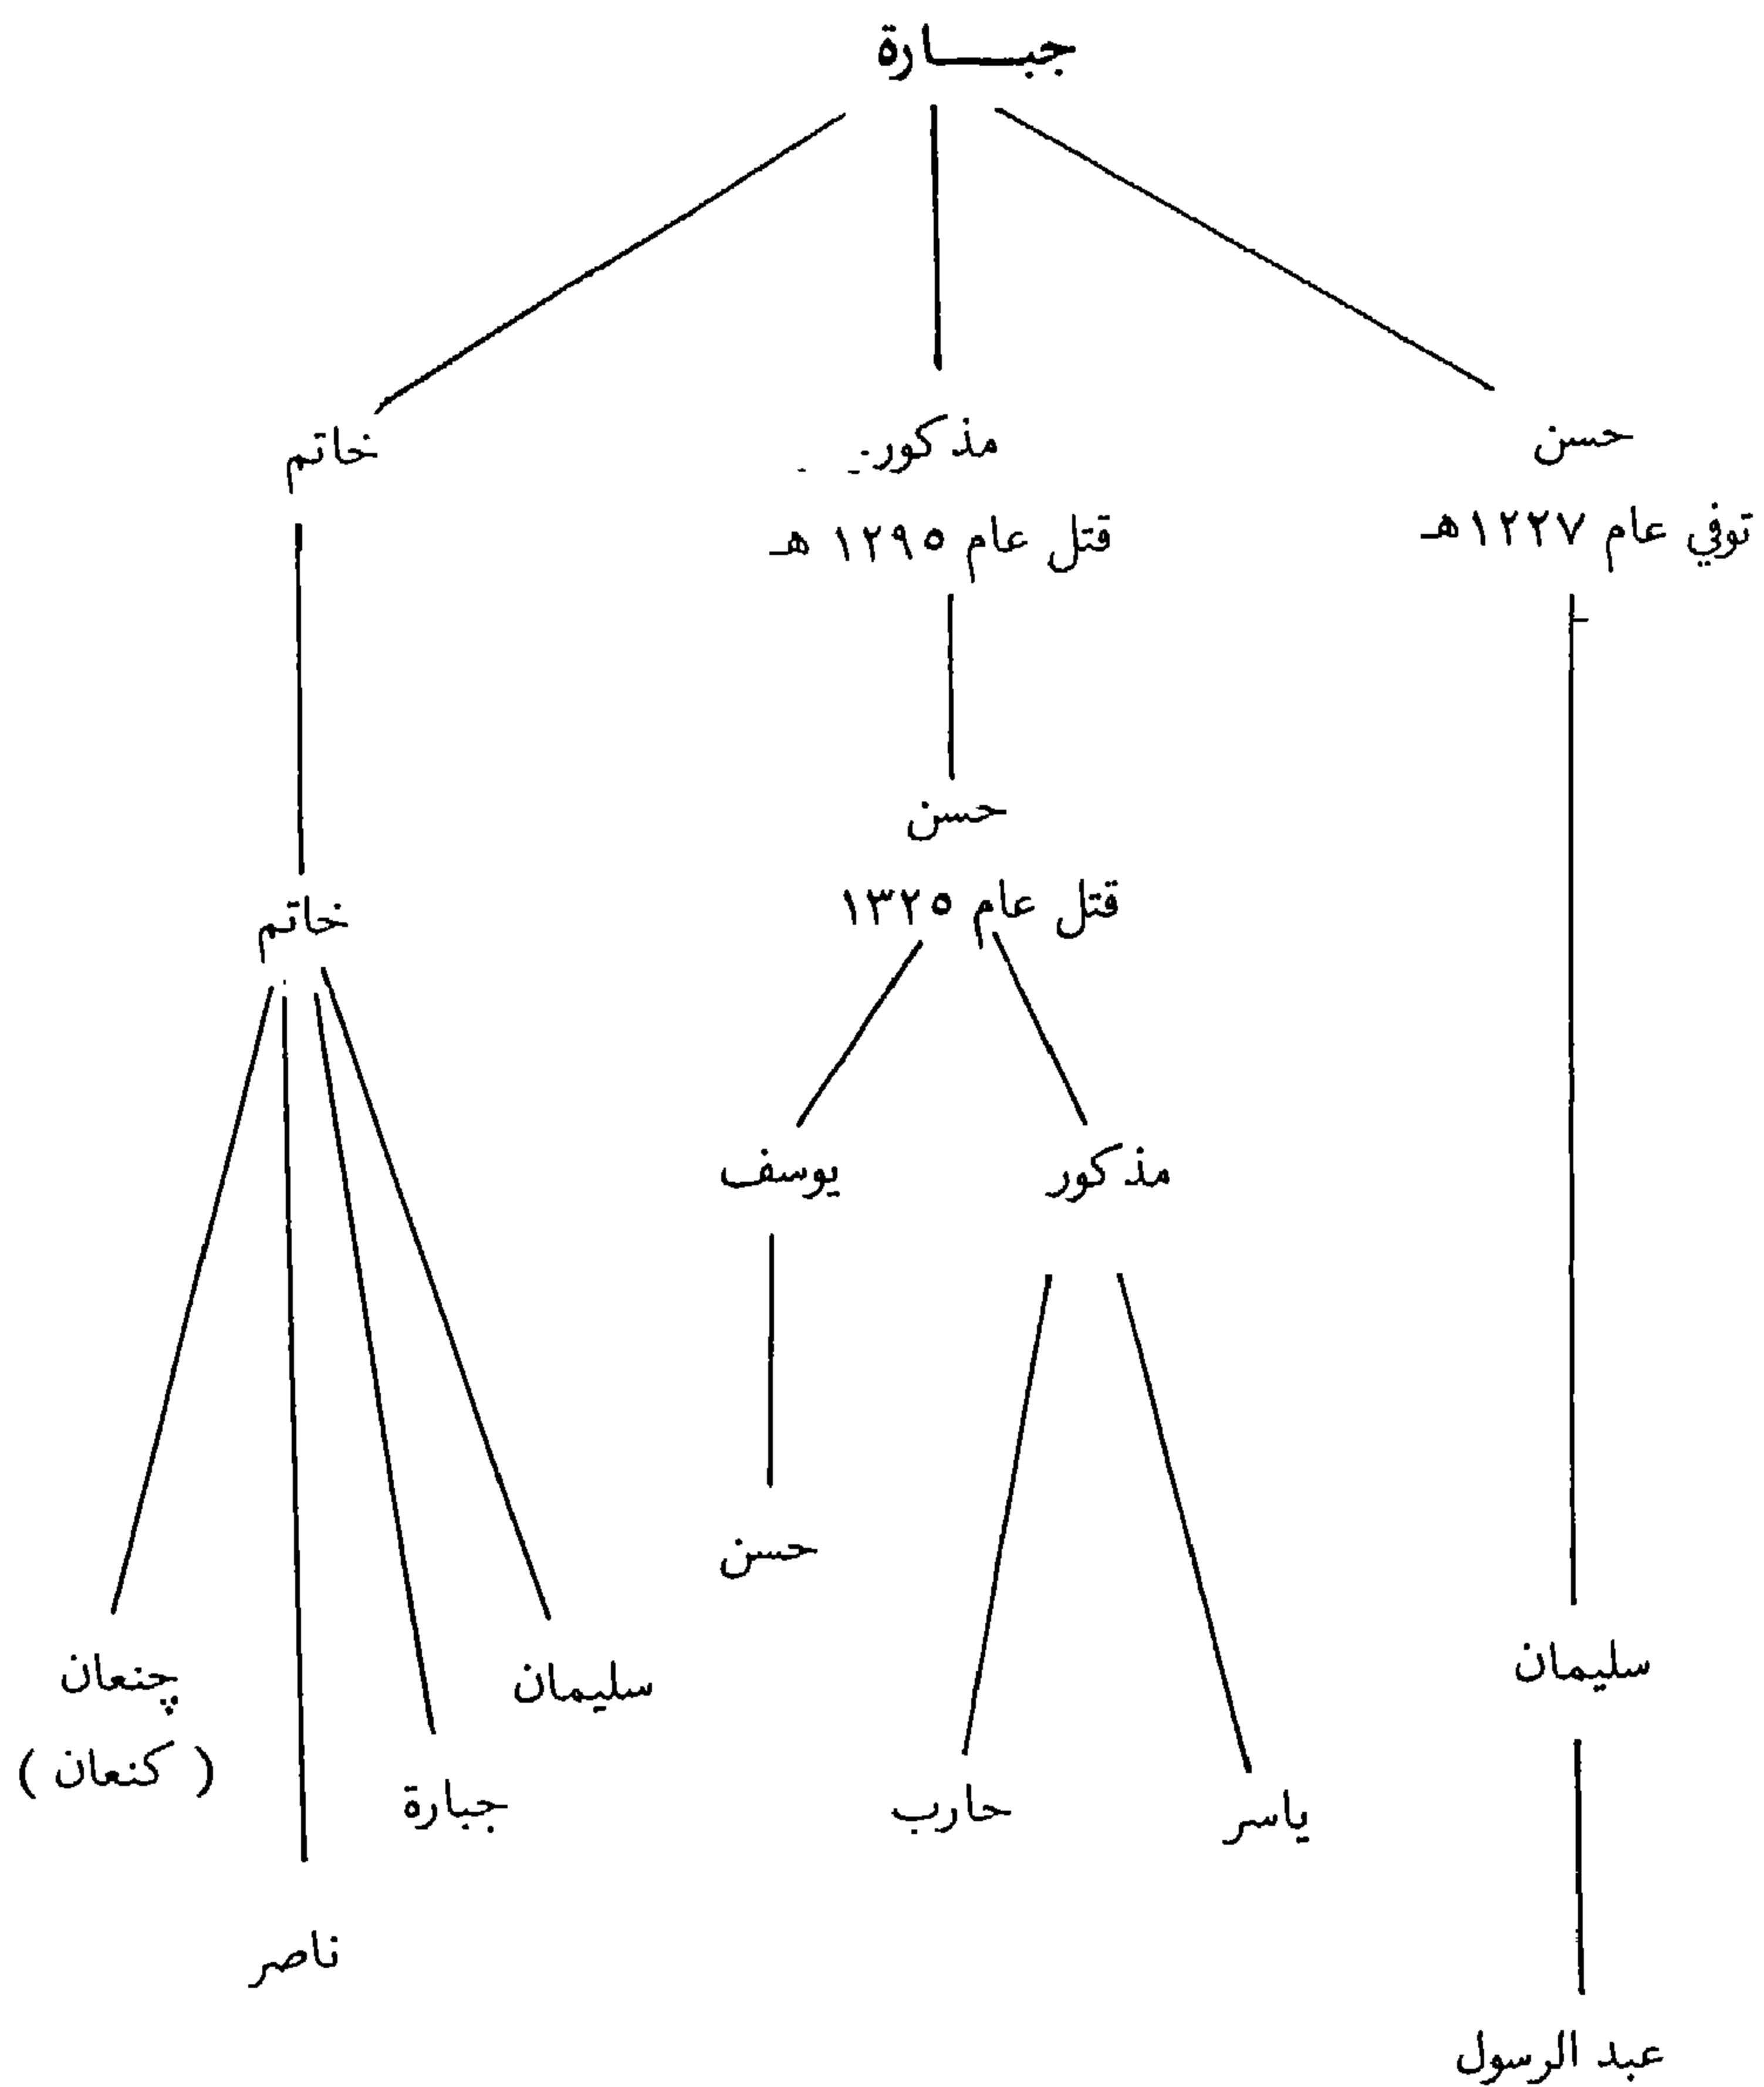 جبـــارة
حسن
توفي عام ١٢٢٧هـ
مذكور
قتل عام ١٢٩٥ هـ
خاتم
حسن
قتل عام ١٣٢٥
خاتم
مذكور
يوسف
حسن
سليمان
سليمان
چنعان
( كنعان )
جبارة
حارب
ياسر
ناصر
عبد الرسول